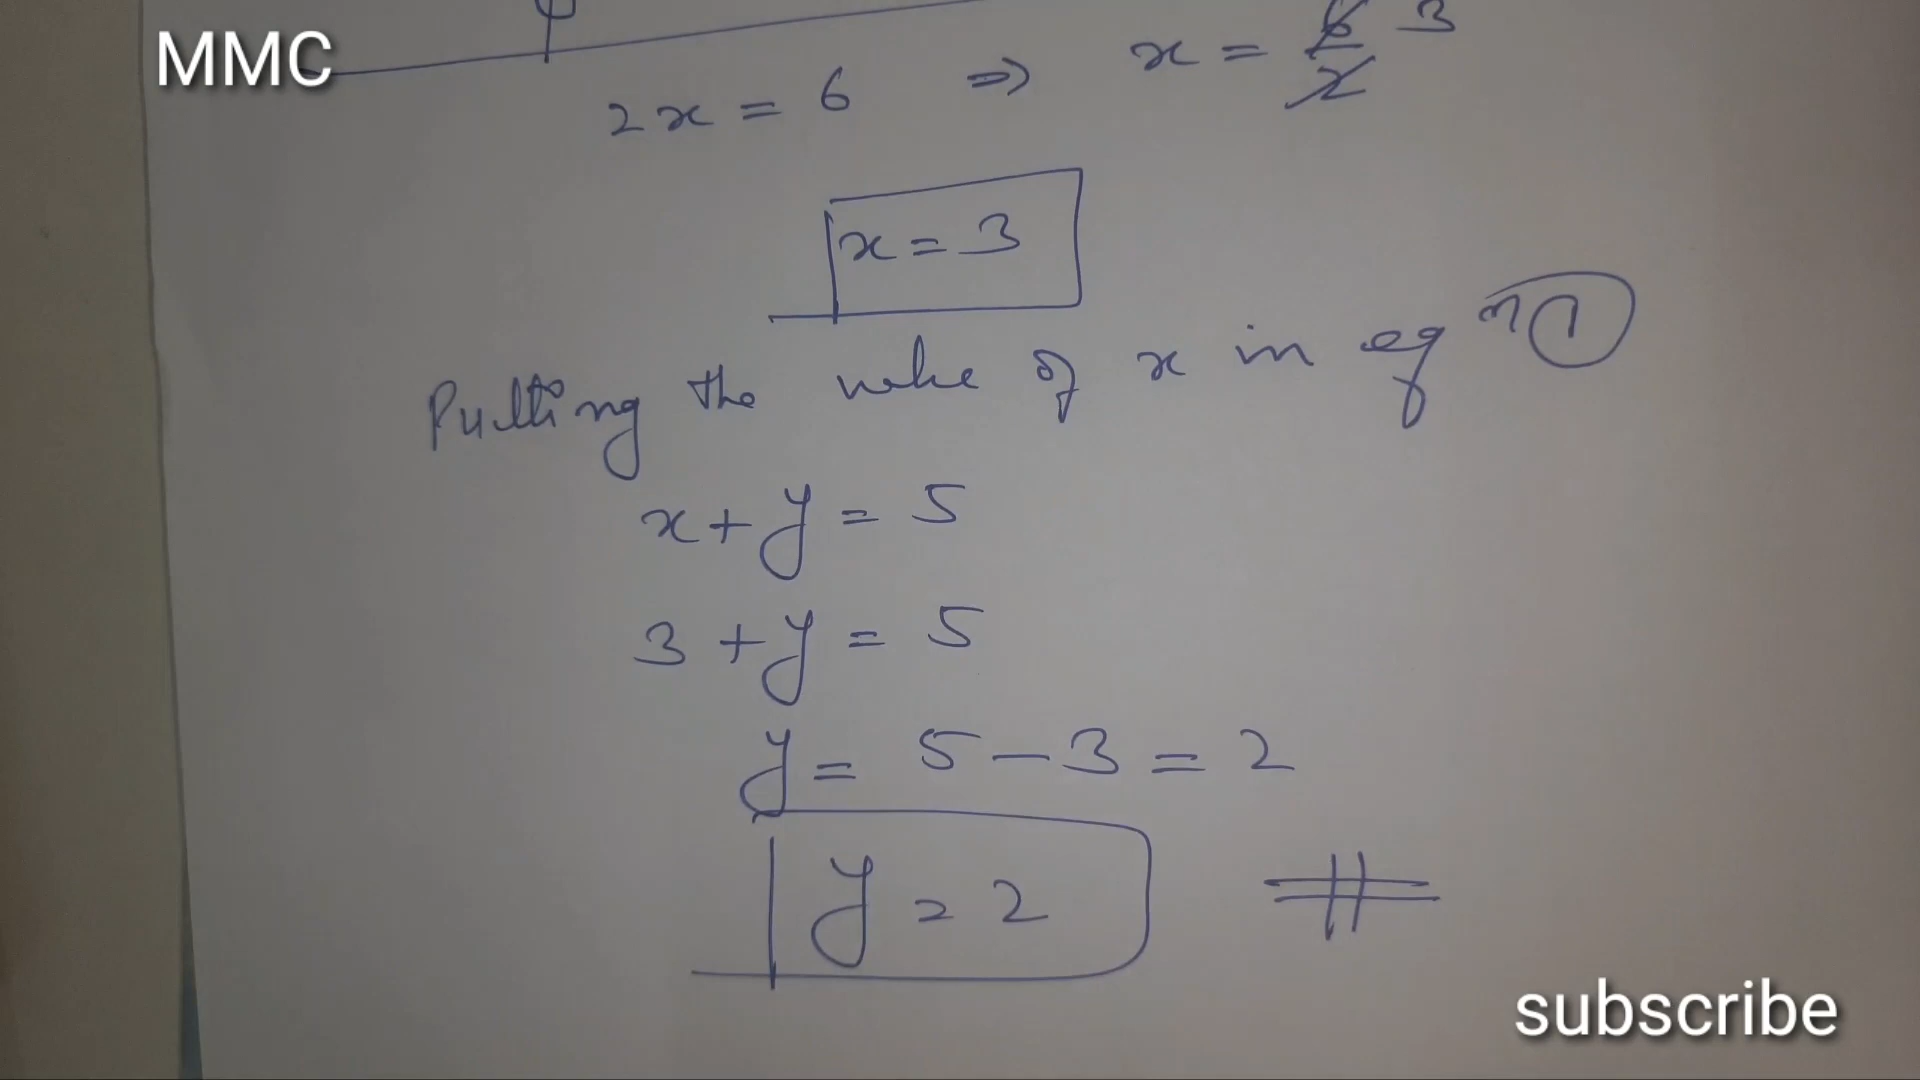 MMC
2x = 6 ⇒ x = 6/2 3
x = 3
Putting the value of x in eqⁿ ①
x + y = 5
3 + y = 5
y = 5 - 3 = 2
y = 2
subscribe